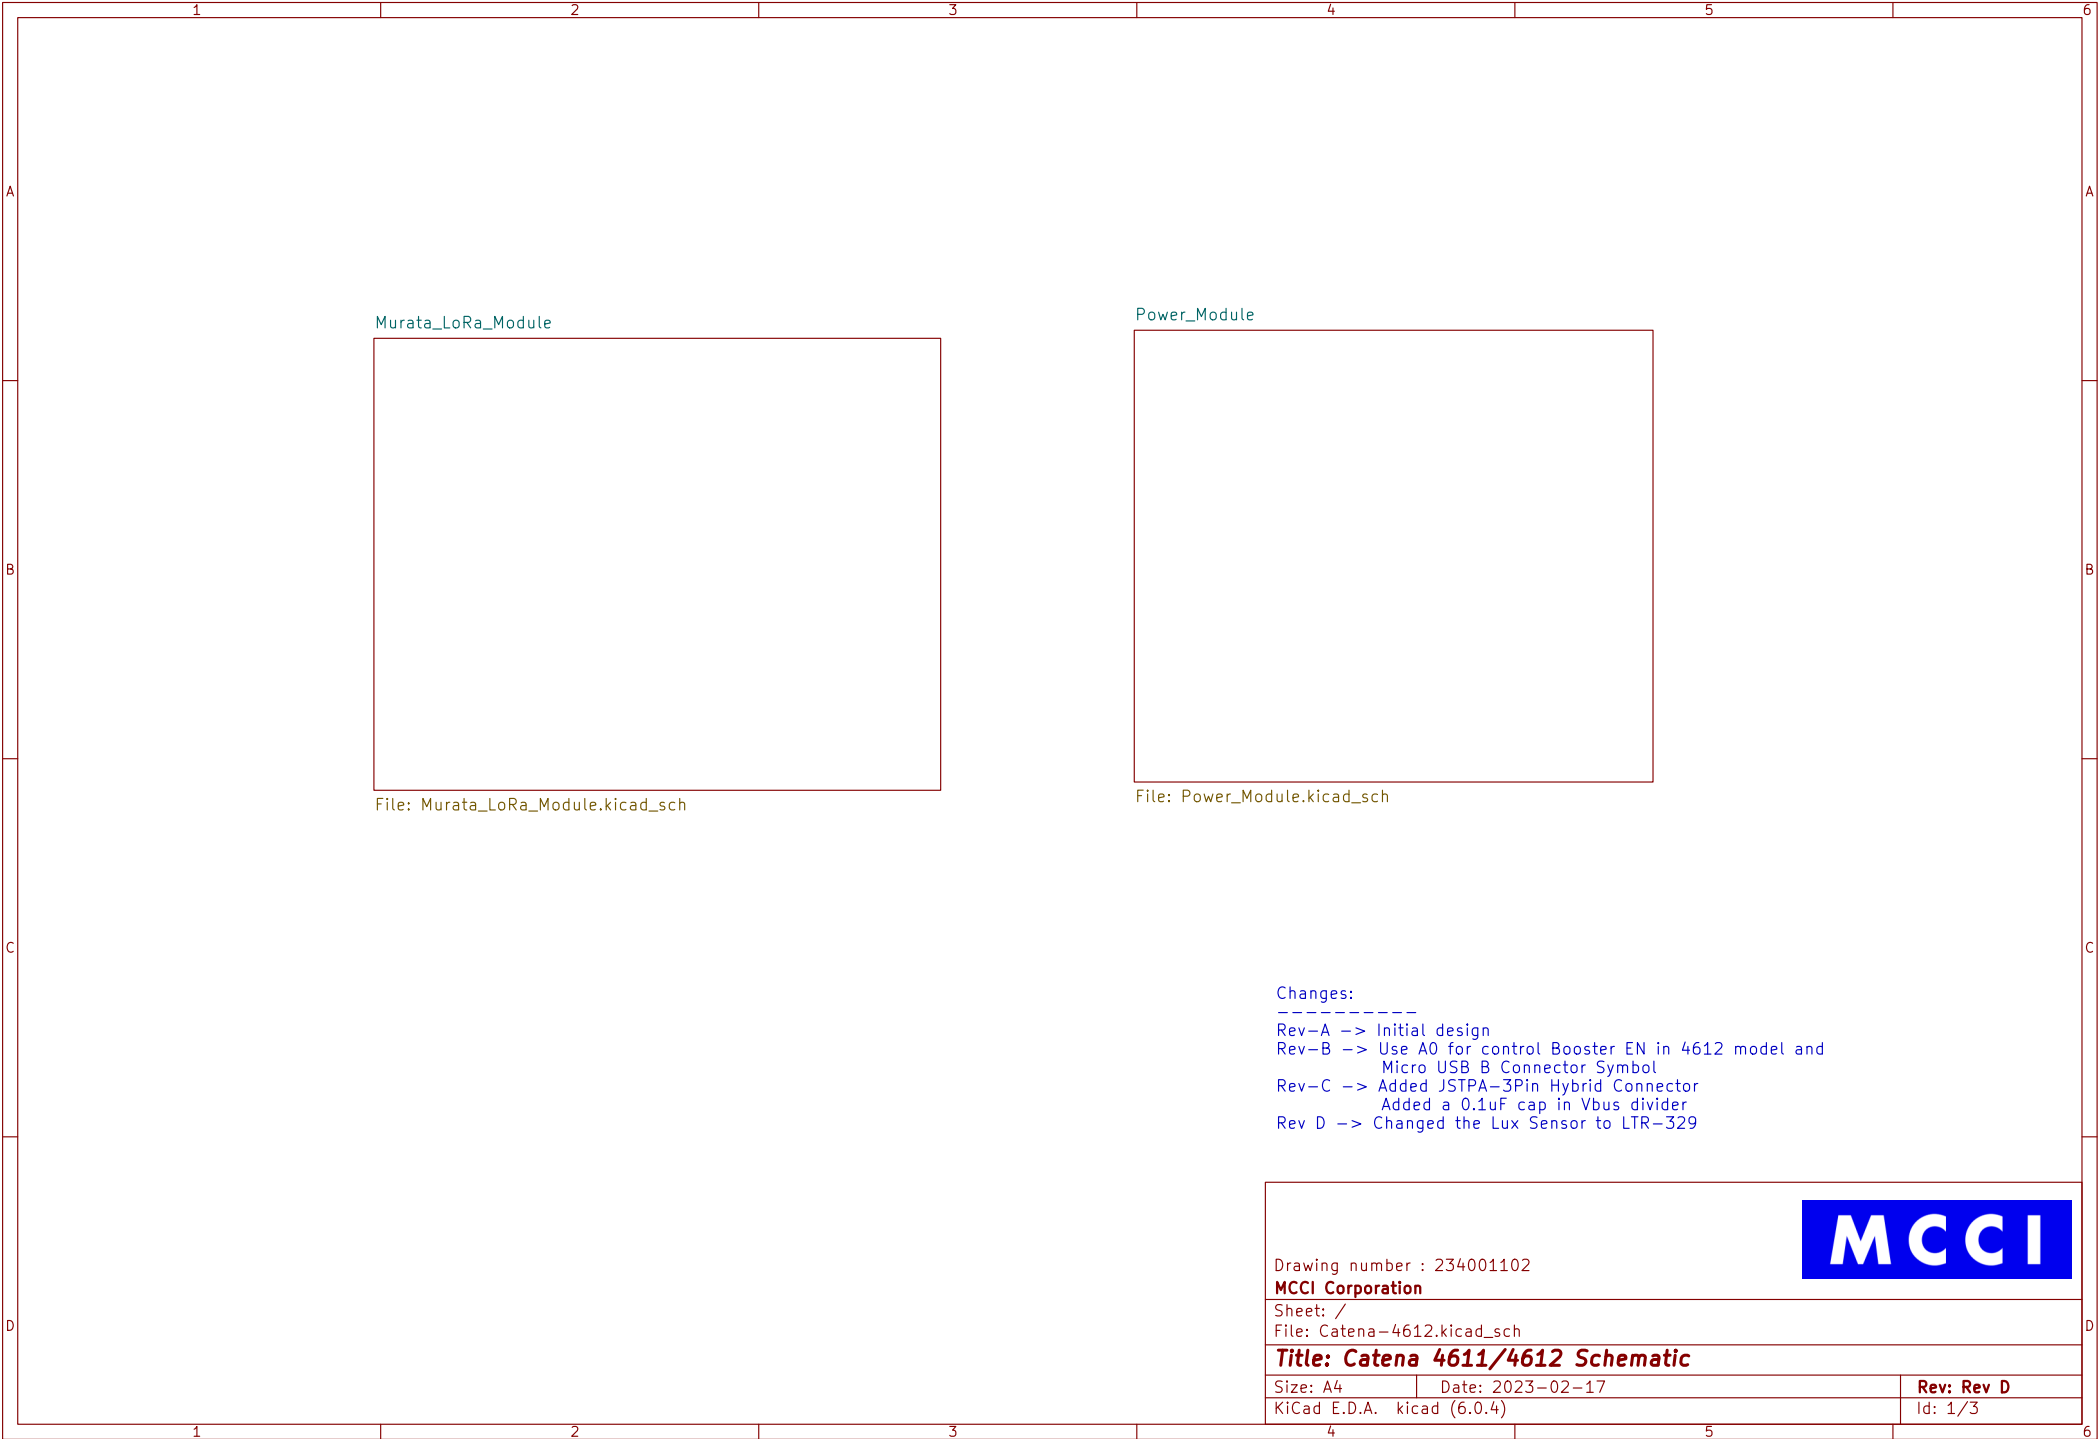 1 2 3 4 5 6
A A
Murata_LoRa_Module
Power_Module
B B
File: Murata_LoRa_Module.kicad_sch
File: Power_Module.kicad_sch
C C
Changes:
----------
Rev-A -> Initial design
Rev-B -> Use A0 for control Booster EN in 4612 model and
Micro USB B Connector Symbol
Rev-C -> Added JSTPA-3Pin Hybrid Connector
Added a 0.1uF cap in Vbus divider
Rev D -> Changed the Lux Sensor to LTR-329
MCCI
Drawing number : 234001102
MCCI Corporation
Sheet: /
File: Catena-4612.kicad_sch
D D
Title: Catena 4611/4612 Schematic
Size: A4 Date: 2023-02-17 Rev: Rev D
KiCad E.D.A. kicad (6.0.4) Id: 1/3
1 2 3 4 5 6